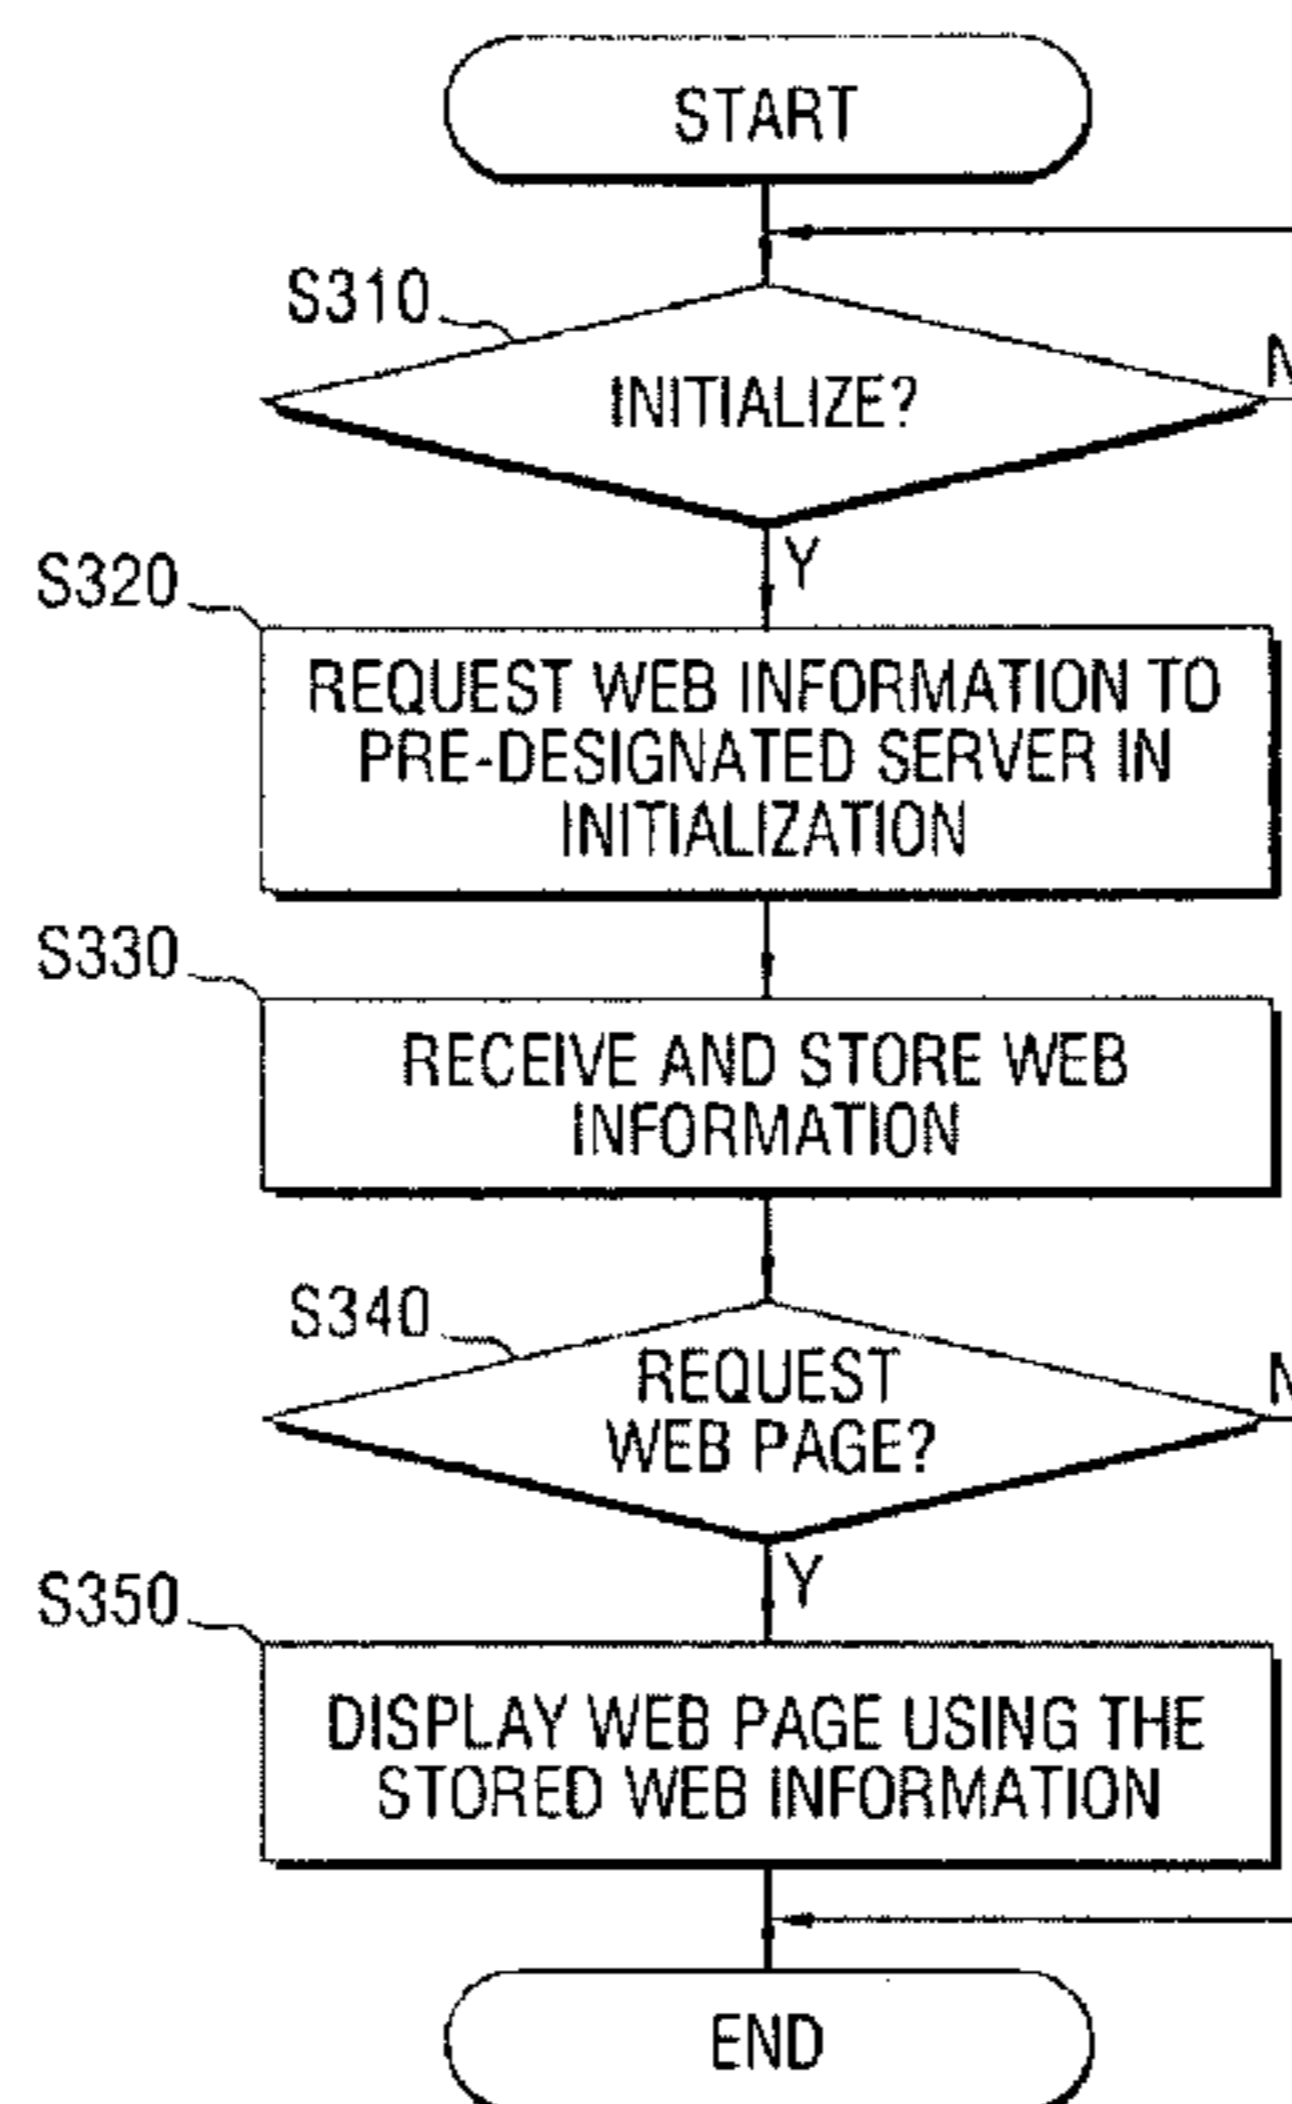 START
S310
INITIALIZE?
N
Y
S320
REQUEST WEB INFORMATION TO
PRE-DESIGNATED SERVER IN
INITIALIZATION
S330
RECEIVE AND STORE WEB
INFORMATION
S340
REQUEST
WEB PAGE?
N
Y
S350
DISPLAY WEB PAGE USING THE
STORED WEB INFORMATION
END